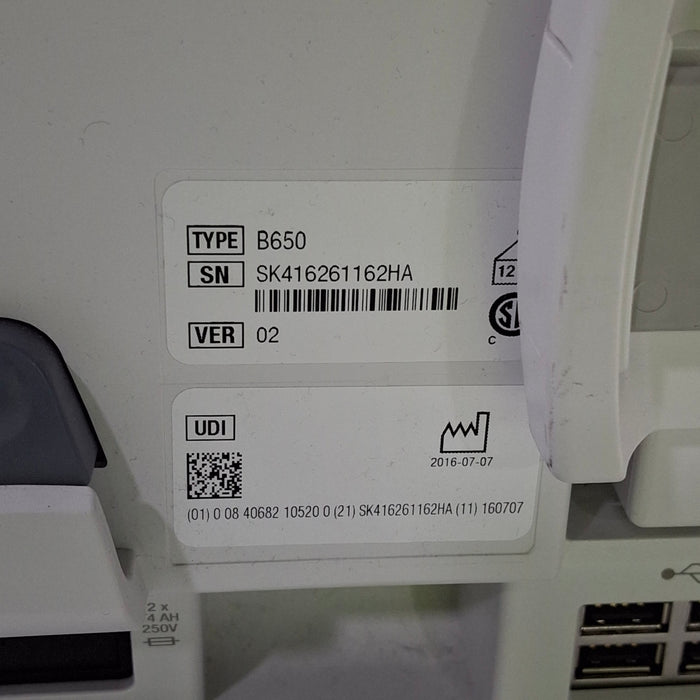 TYPE B650
SN SK416261162HA
12
VER 02
C
UDI
2016-07-07
(01) 0 08 40682 10520 0 (21) SK416261162HA (11) 160707
2 x
4 AH
250V